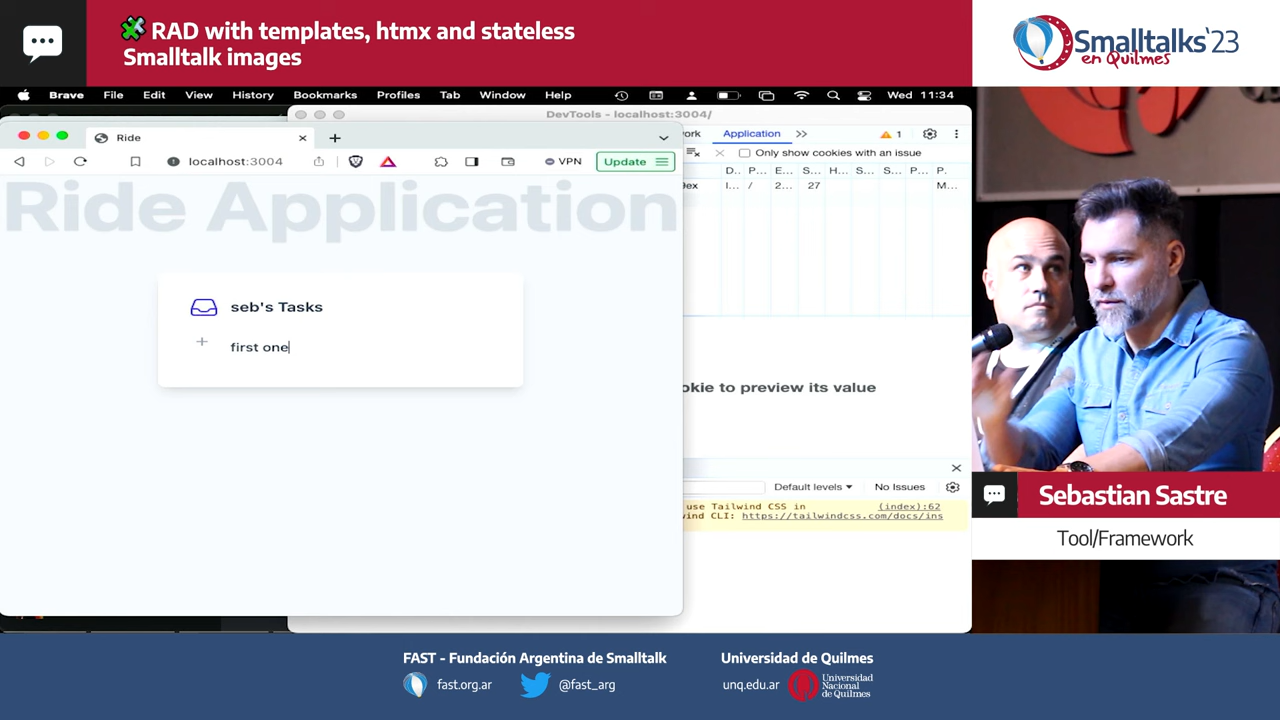 RAD with templates, htmx and stateless
Smalltalk images
Smalltalks'23
en Quilmes
Brave File Edit View History Bookmarks Profiles Tab Window Help Wed 11:34
DevTools - localhost:3004/
Ride
localhost:3004
VPN
Update
Application
1
Only show cookies with an issue
D... P... E... S... H... S... S... P... P.
l... / 2... 27 M...
Ride Application
seb's Tasks
+ first one
to preview its value
Default levels
No Issues
use Tailwind CSS in (index):62
CLI: https://tailwindcss.com/docs/ins
Sebastian Sastre
Tool/Framework
FAST - Fundación Argentina de Smalltalk
fast.org.ar
@fast_arg
Universidad de Quilmes
unq.edu.ar
Universidad
Nacional
de Quilmes